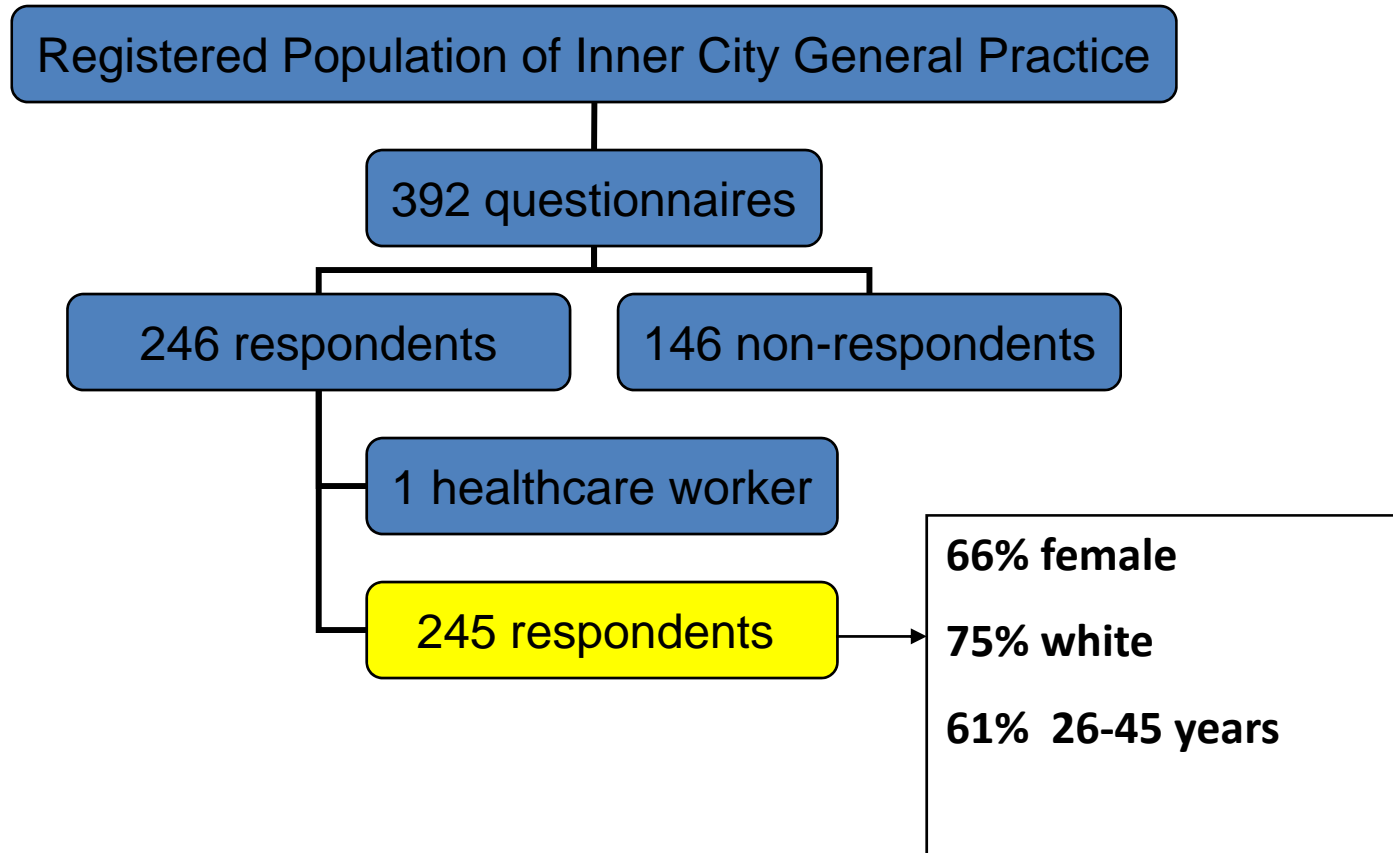 Registered Population of Inner City General Practice
392 questionnaires
246 respondents
146 non-respondents
1 healthcare worker
245 respondents
66% female
75% white
61% 26-45 years